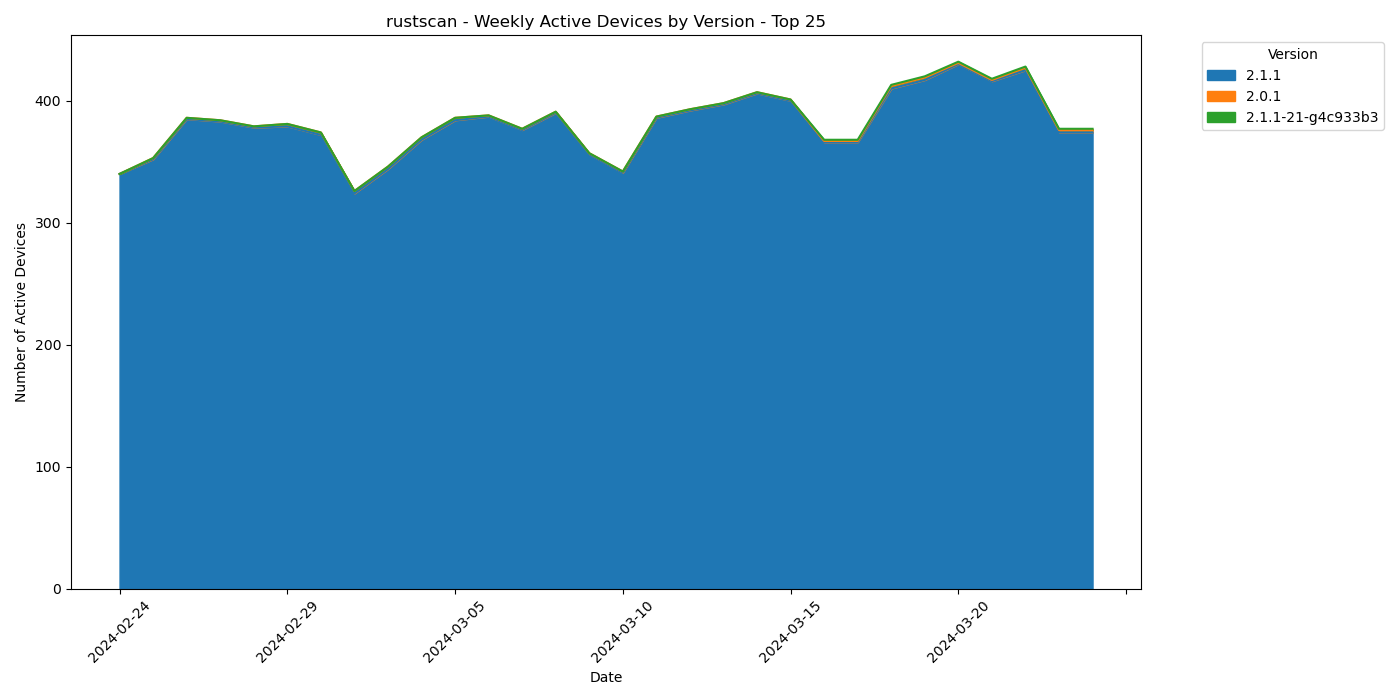 rustscan - Weekly Active Devices by Version - Top 25
Number of Active Devices
400
300
200
100
0
2024-02-24
2024-02-29
2024-03-05
2024-03-10
2024-03-15
2024-03-20
Date
Version
2.1.1
2.0.1
2.1.1-21-g4c933b3